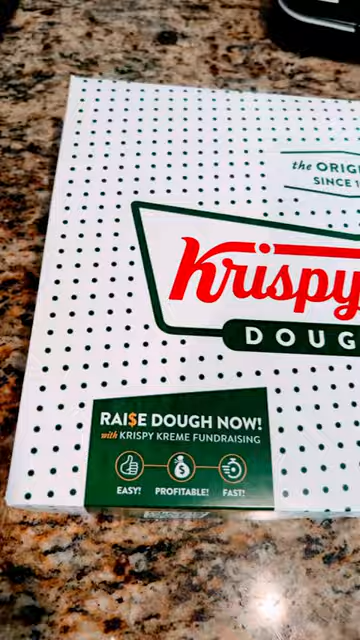 the ORIGI
SINCE 1
Krispy
DOUG
RAI$E DOUGH NOW!
with KRISPY KREME FUNDRAISING
EASY! PROFITABLE! FAST!